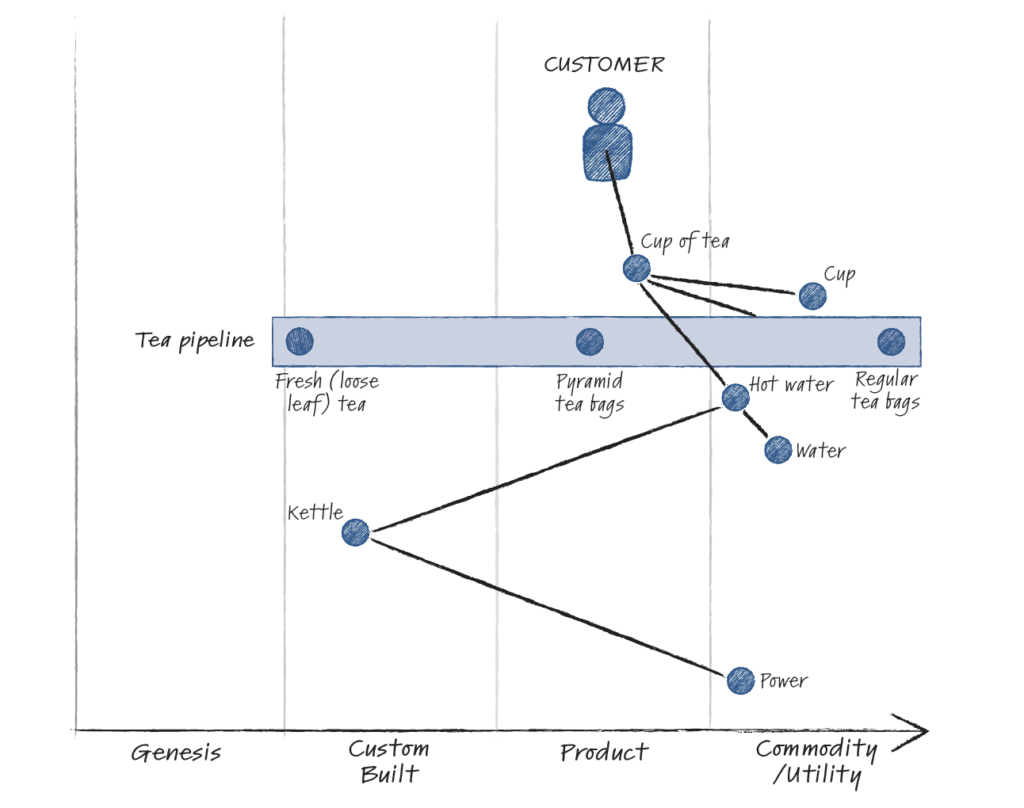 CUSTOMER
Cup of tea
Cup
Tea pipeline
Fresh (loose
leaf) tea
Pyramid
tea bags
Hot water
Regular
tea bags
Water
Kettle
Power
Genesis
Custom
Built
Product
Commodity
/Utility